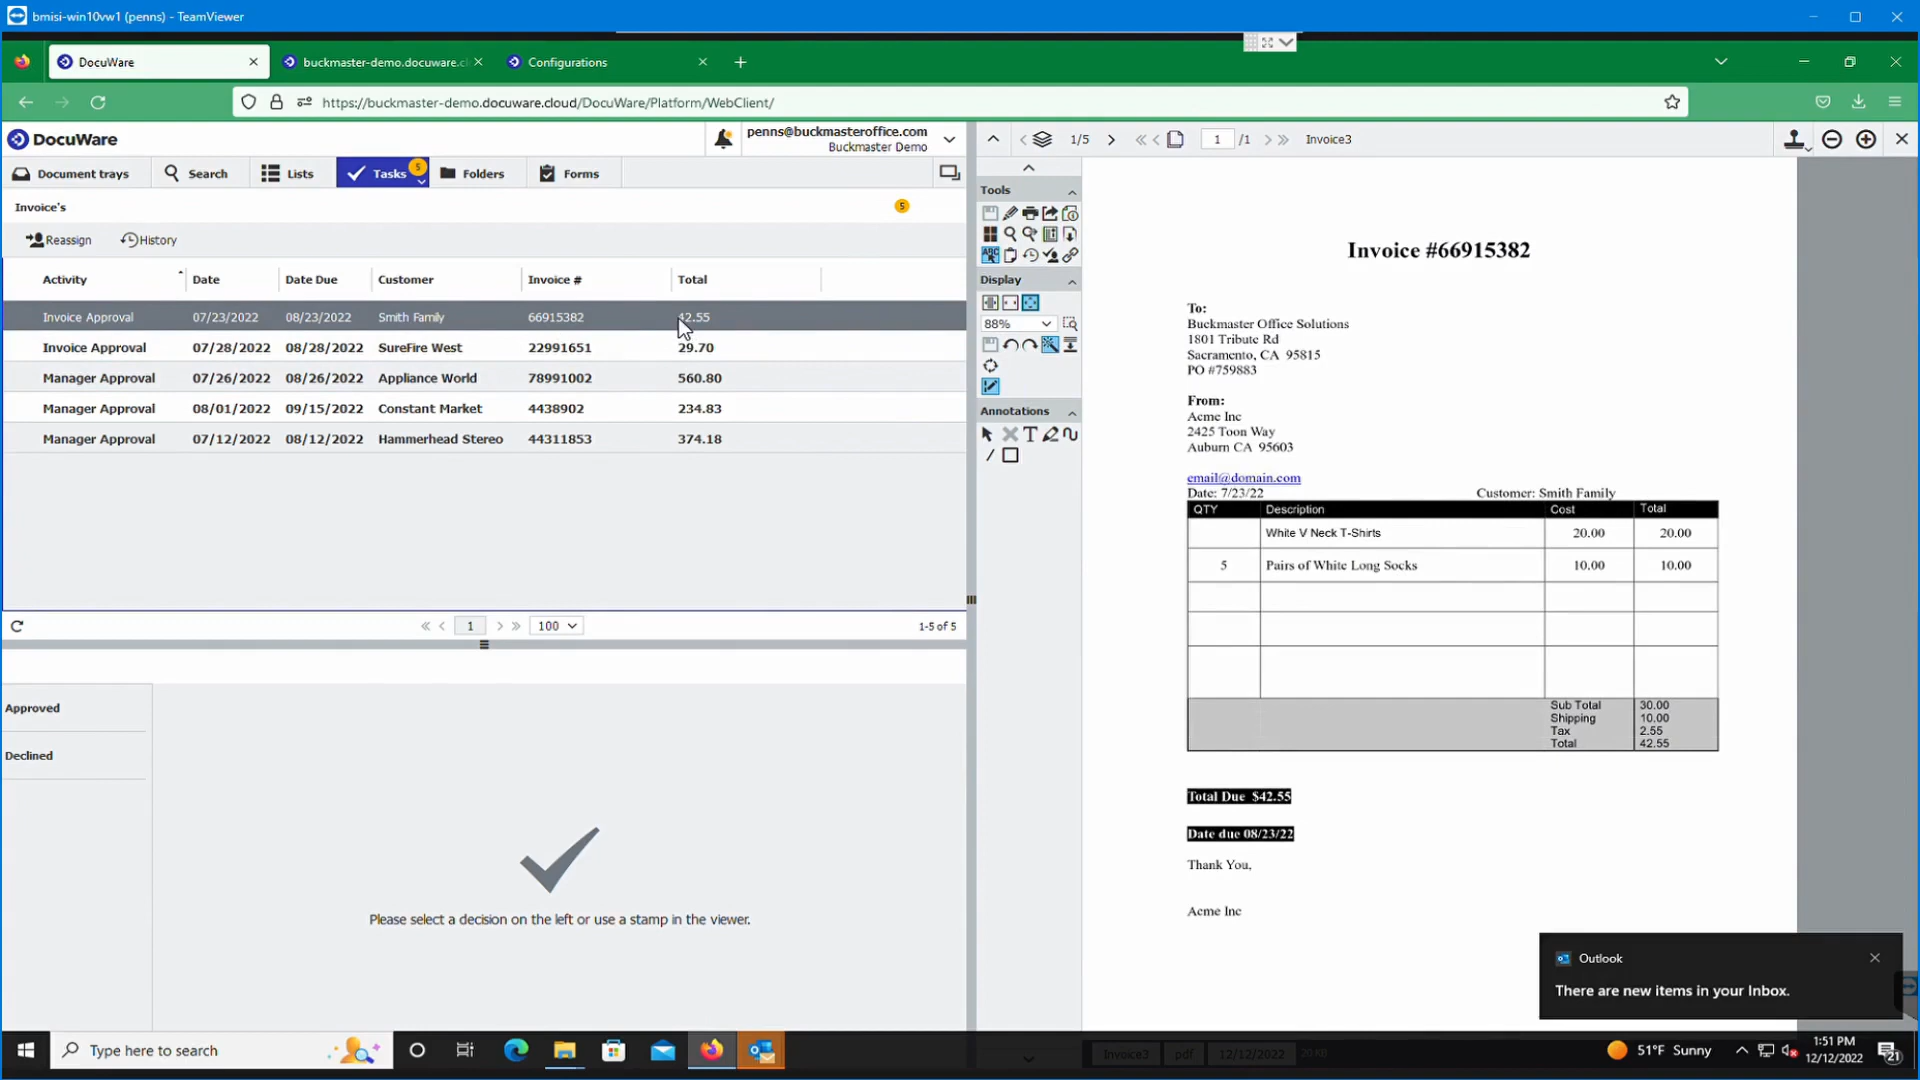 bmisi-win10vw1 (penns) - TeamViewer
DocuWare
buckmaster-demo.docuware.cl
Configurations
https://buckmaster-demo.docuware.cloud/DocuWare/Platform/WebClient/
DocuWare
penns@buckmasteroffice.com
Buckmaster Demo
1/5
1 /1
Invoice3
Document trays
Search
Lists
Tasks
5
Folders
Forms
Invoice's
5
Reassign
History
Activity Date Date Due Customer Invoice # Total
Invoice Approval 07/23/2022 08/23/2022 Smith Family 66915382 42.55
Invoice Approval 07/28/2022 08/28/2022 SureFire West 22991651 29.70
Manager Approval 07/26/2022 08/26/2022 Appliance World 78991002 560.80
Manager Approval 08/01/2022 09/15/2022 Constant Market 4438902 234.83
Manager Approval 07/12/2022 08/12/2022 Hammerhead Stereo 44311853 374.18
1
100
1-5 of 5
Approved
Declined
Please select a decision on the left or use a stamp in the viewer.
Tools
ABC
Display
88%
Annotations
T
Invoice #66915382
To:
Buckmaster Office Solutions
1801 Tribute Rd
Sacramento, CA 95815
PO #759883
From:
Acme Inc
2425 Toon Way
Auburn CA 95603
email@domain.com
Date: 7/23/22 Customer: Smith Family
QTY Description Cost Total
White V Neck T-Shirts 20.00 20.00
5 Pairs of White Long Socks 10.00 10.00
Sub Total 30.00
Shipping 10.00
Tax 2.55
Total 42.55
Total Due $42.55
Date due 08/23/22
Thank You,
Acme Inc
Outlook
There are new items in your Inbox.
Invoice3 pdf 12/12/2022
Type here to search
51°F Sunny
1:51 PM
12/12/2022
21